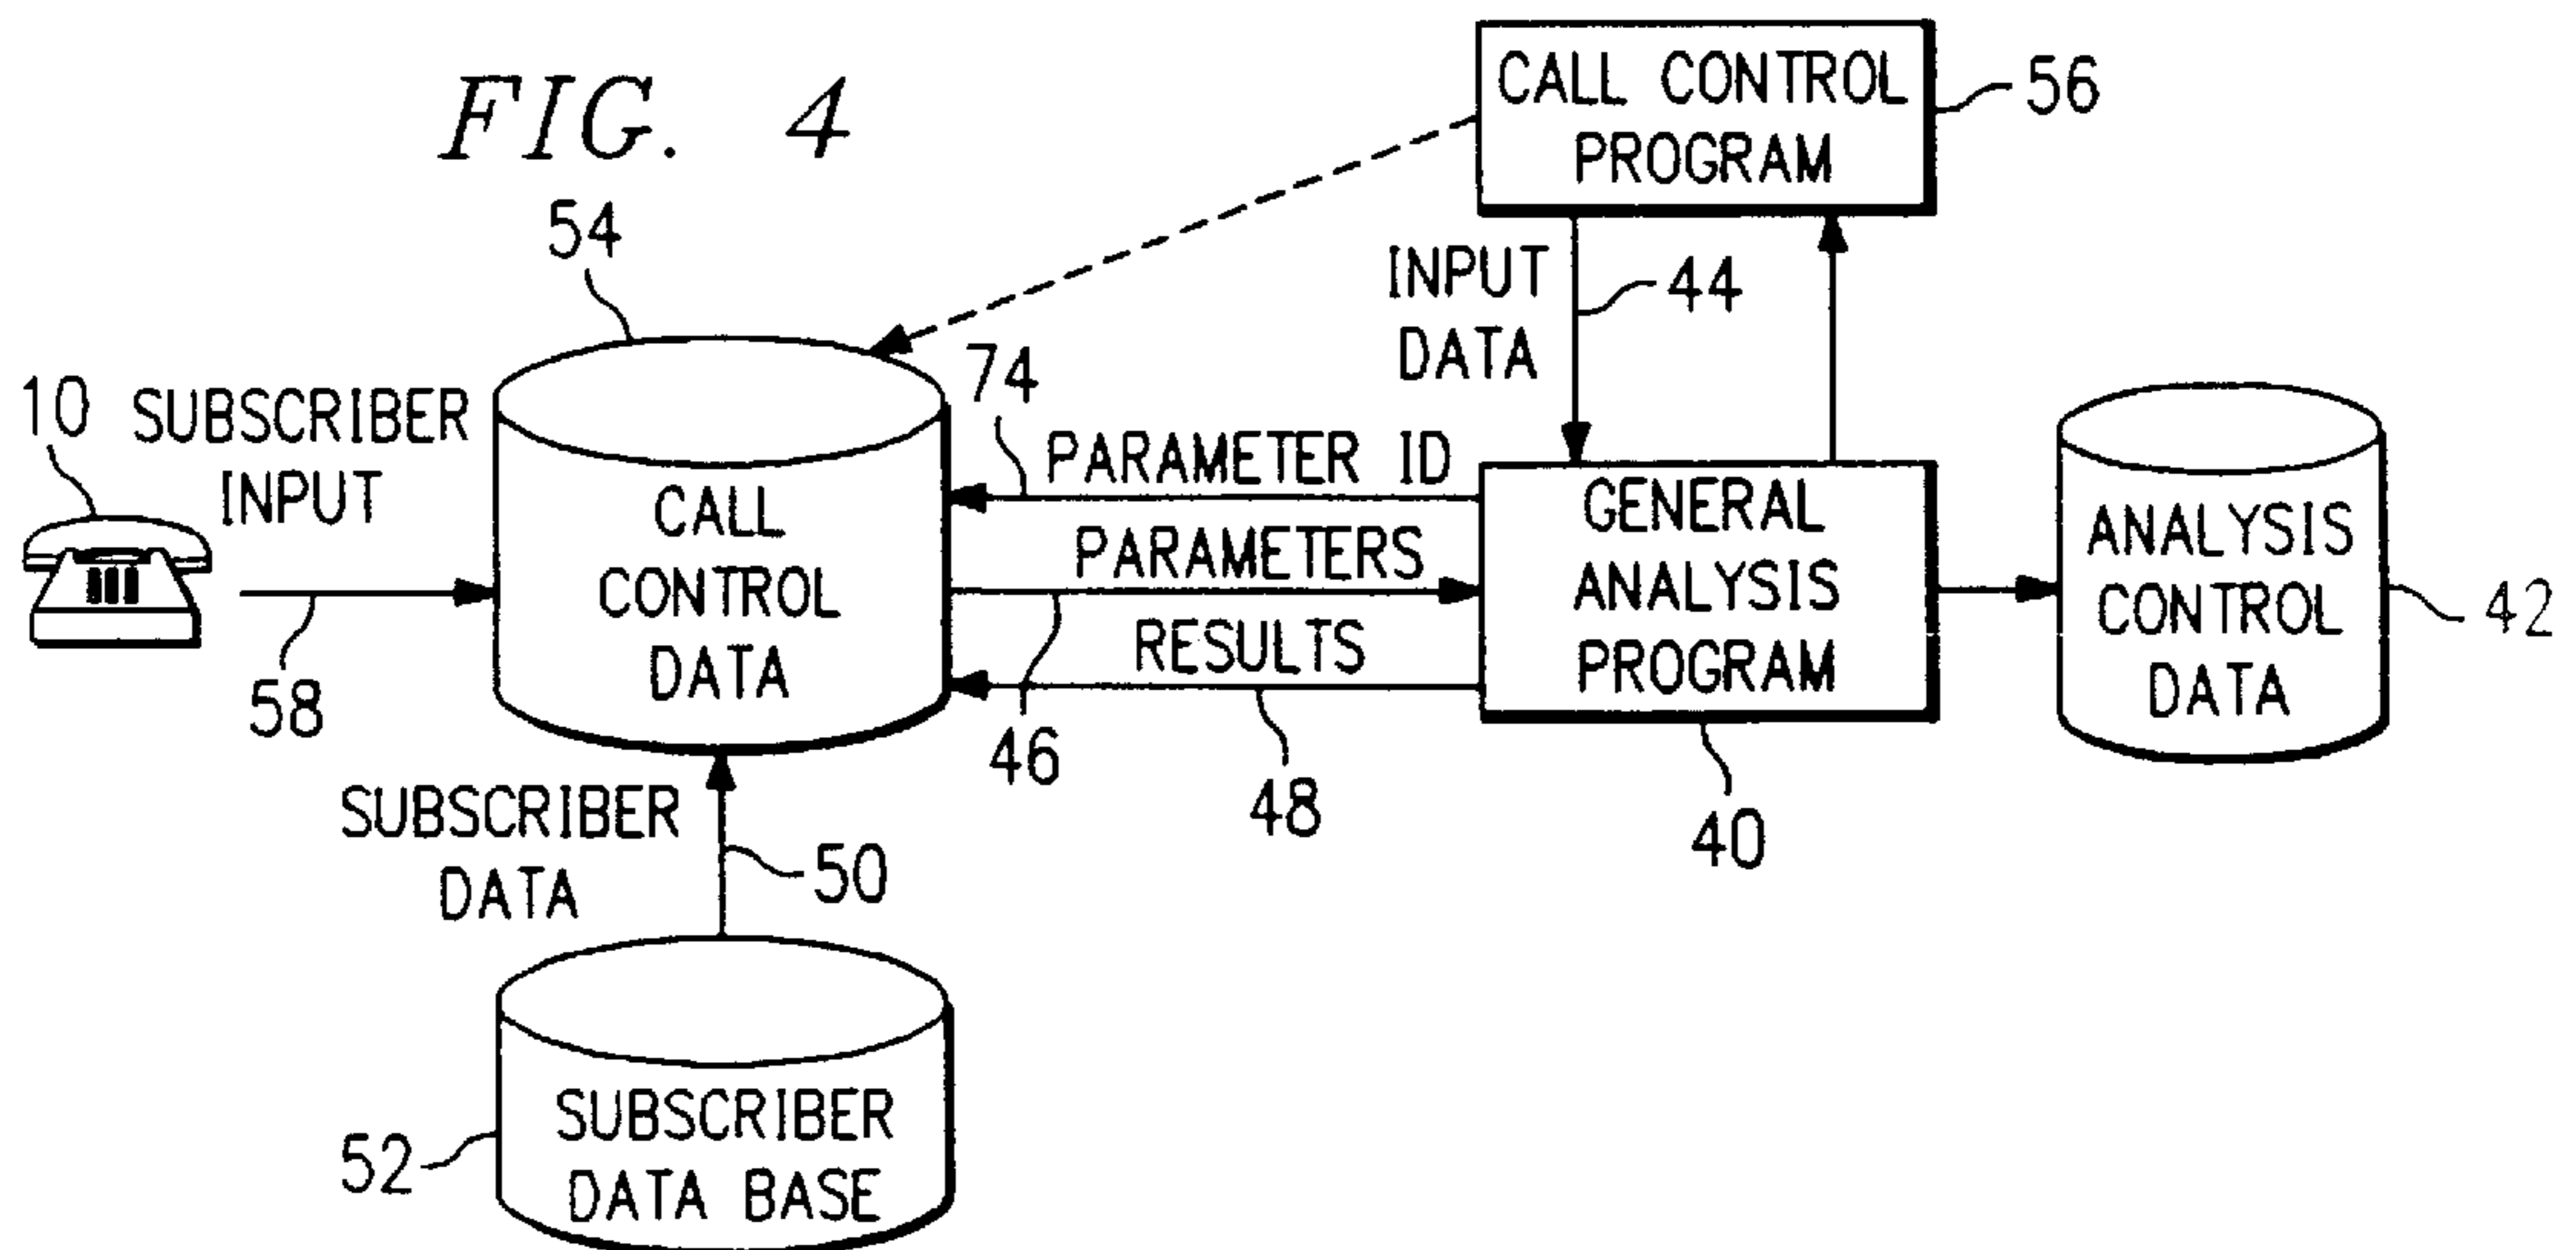 FIG. 4
CALL CONTROL
PROGRAM
56
54
INPUT
DATA
44
74
10
SUBSCRIBER
INPUT
PARAMETER ID
CALL
CONTROL
DATA
PARAMETERS
GENERAL
ANALYSIS
PROGRAM
ANALYSIS
CONTROL
DATA
42
RESULTS
58
46
48
40
SUBSCRIBER
DATA
50
SUBSCRIBER
DATA BASE
52